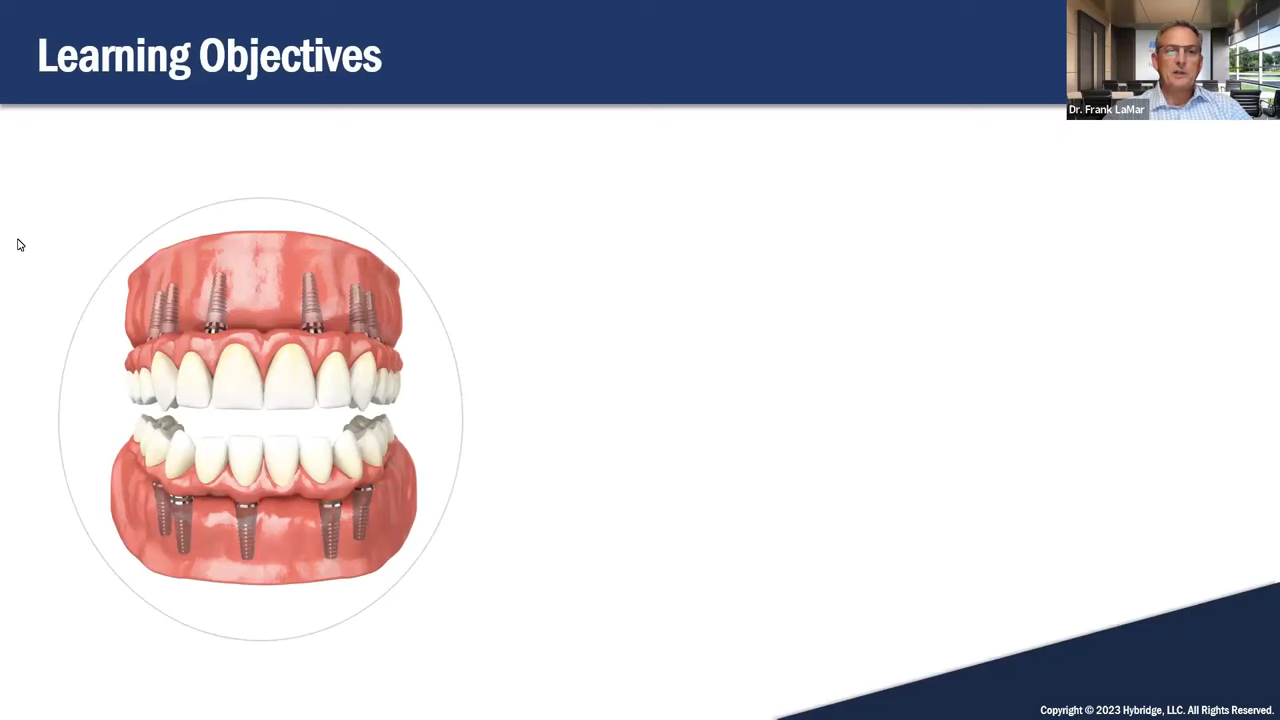 Learning Objectives
Dr. Frank LaMar
Copyright © 2023 Hybridge, LLC. All Rights Reserved.